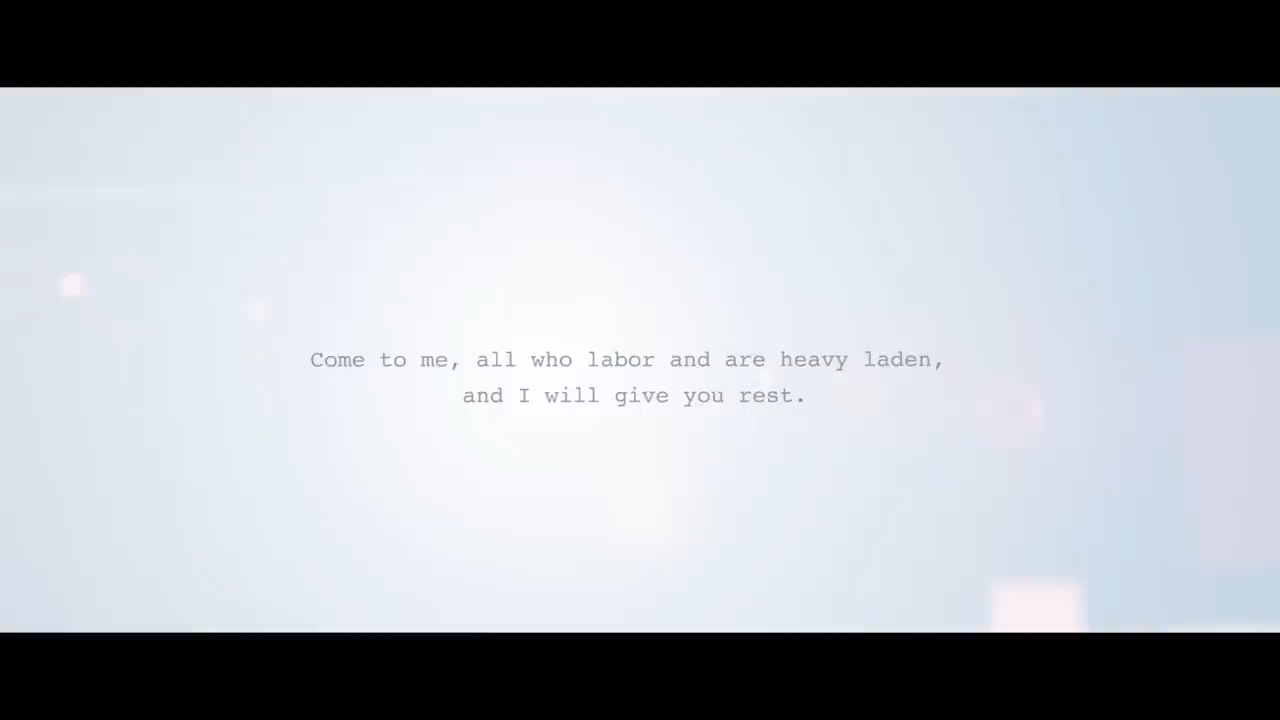 Come to me, all who labor and are heavy laden,
and I will give you rest.